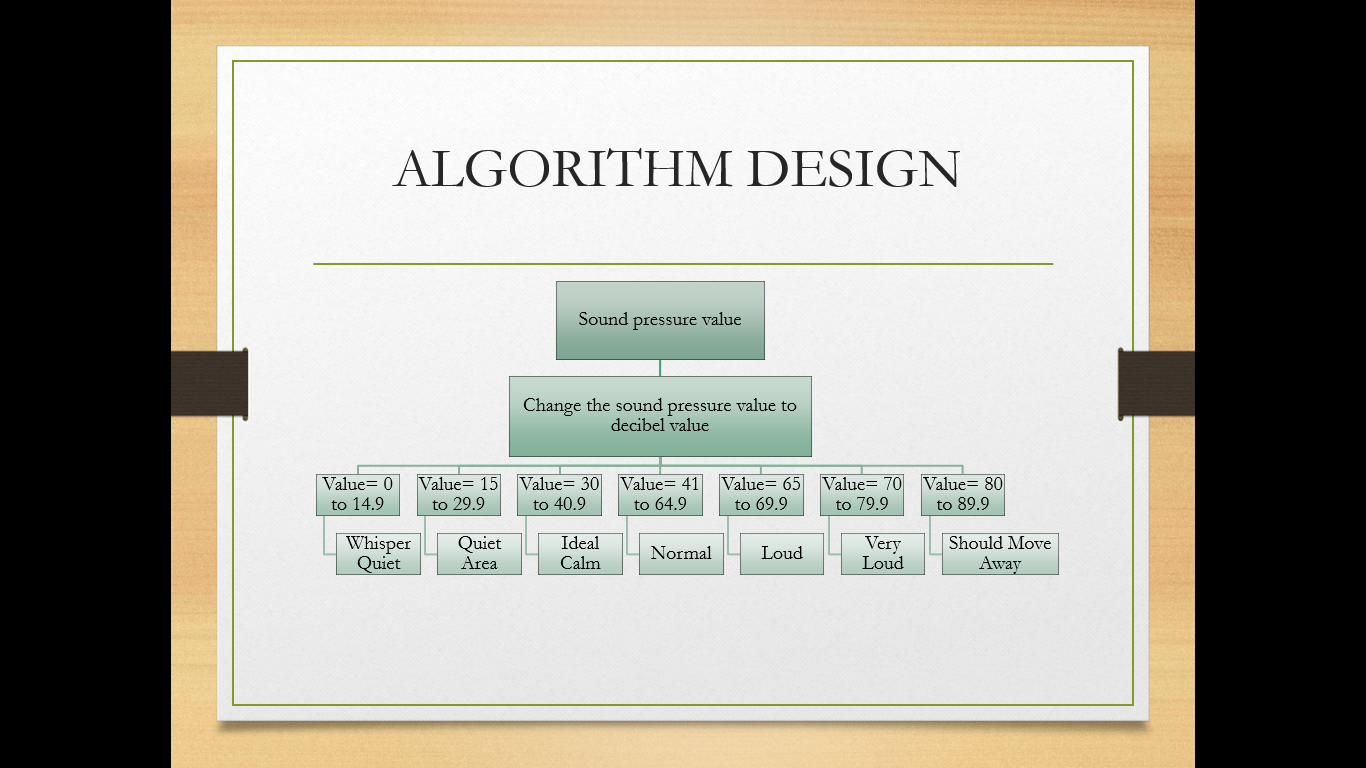 ALGORITHM DESIGN
Sound pressure value
Change the sound pressure value to
decibel value
Value= 0
to 14.9
Value= 15
to 29.9
Value= 30
to 40.9
Value= 41
to 64.9
Value= 65
to 69.9
Value= 70
to 79.9
Value= 80
to 89.9
Whisper
Quiet
Quiet
Area
Ideal
Calm
Normal
Loud
Very
Loud
Should Move
Away